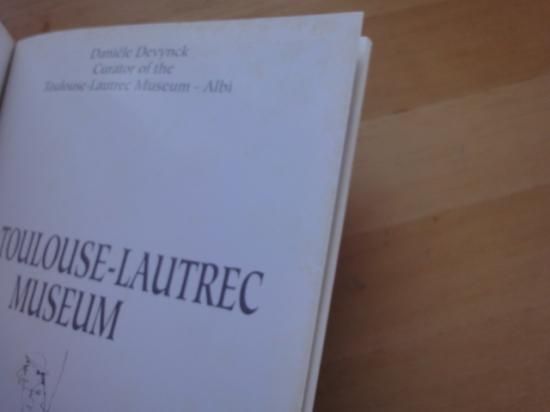 Danièle Devynck
Curator of the
Toulouse-Lautrec Museum - Albi
TOULOUSE-LAUTREC
MUSEUM